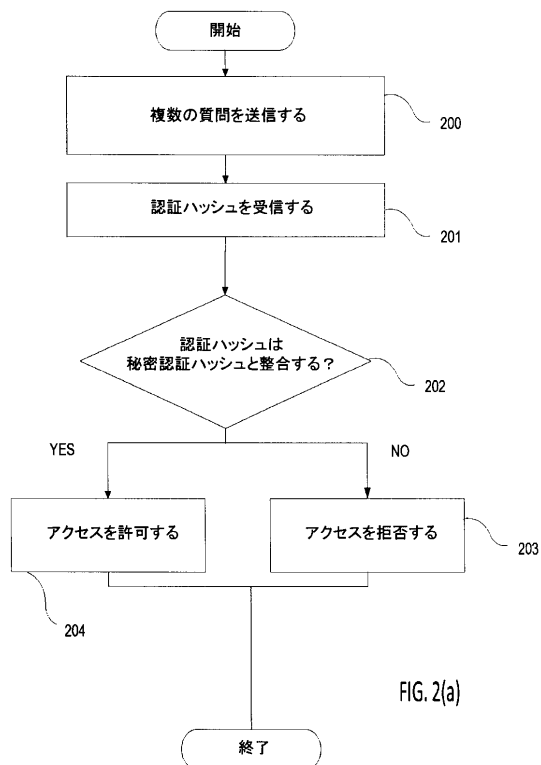 開始
複数の質問を送信する
200
認証ハッシュを受信する
201
認証ハッシュは
秘密認証ハッシュと整合する?
202
YES
NO
アクセスを許可する
アクセスを拒否する
203
204
FIG. 2(a)
終了